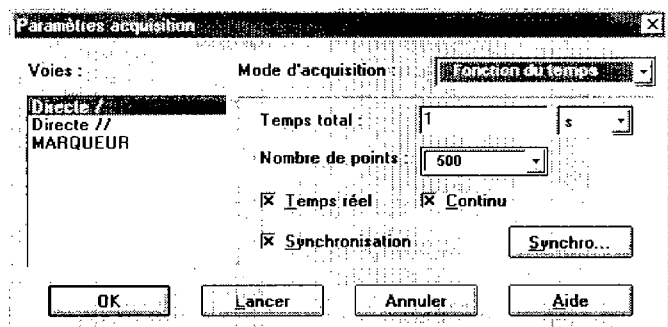 Paramètres acquisition
Voies :
Mode d'acquisition :
Fonction du temps
Directe /
Directe //
MARQUEUR
Temps total :
1
s
Nombre de points :
500
Temps réel
Continu
Synchronisation
Synchro...
OK
Lancer
Annuler
Aide